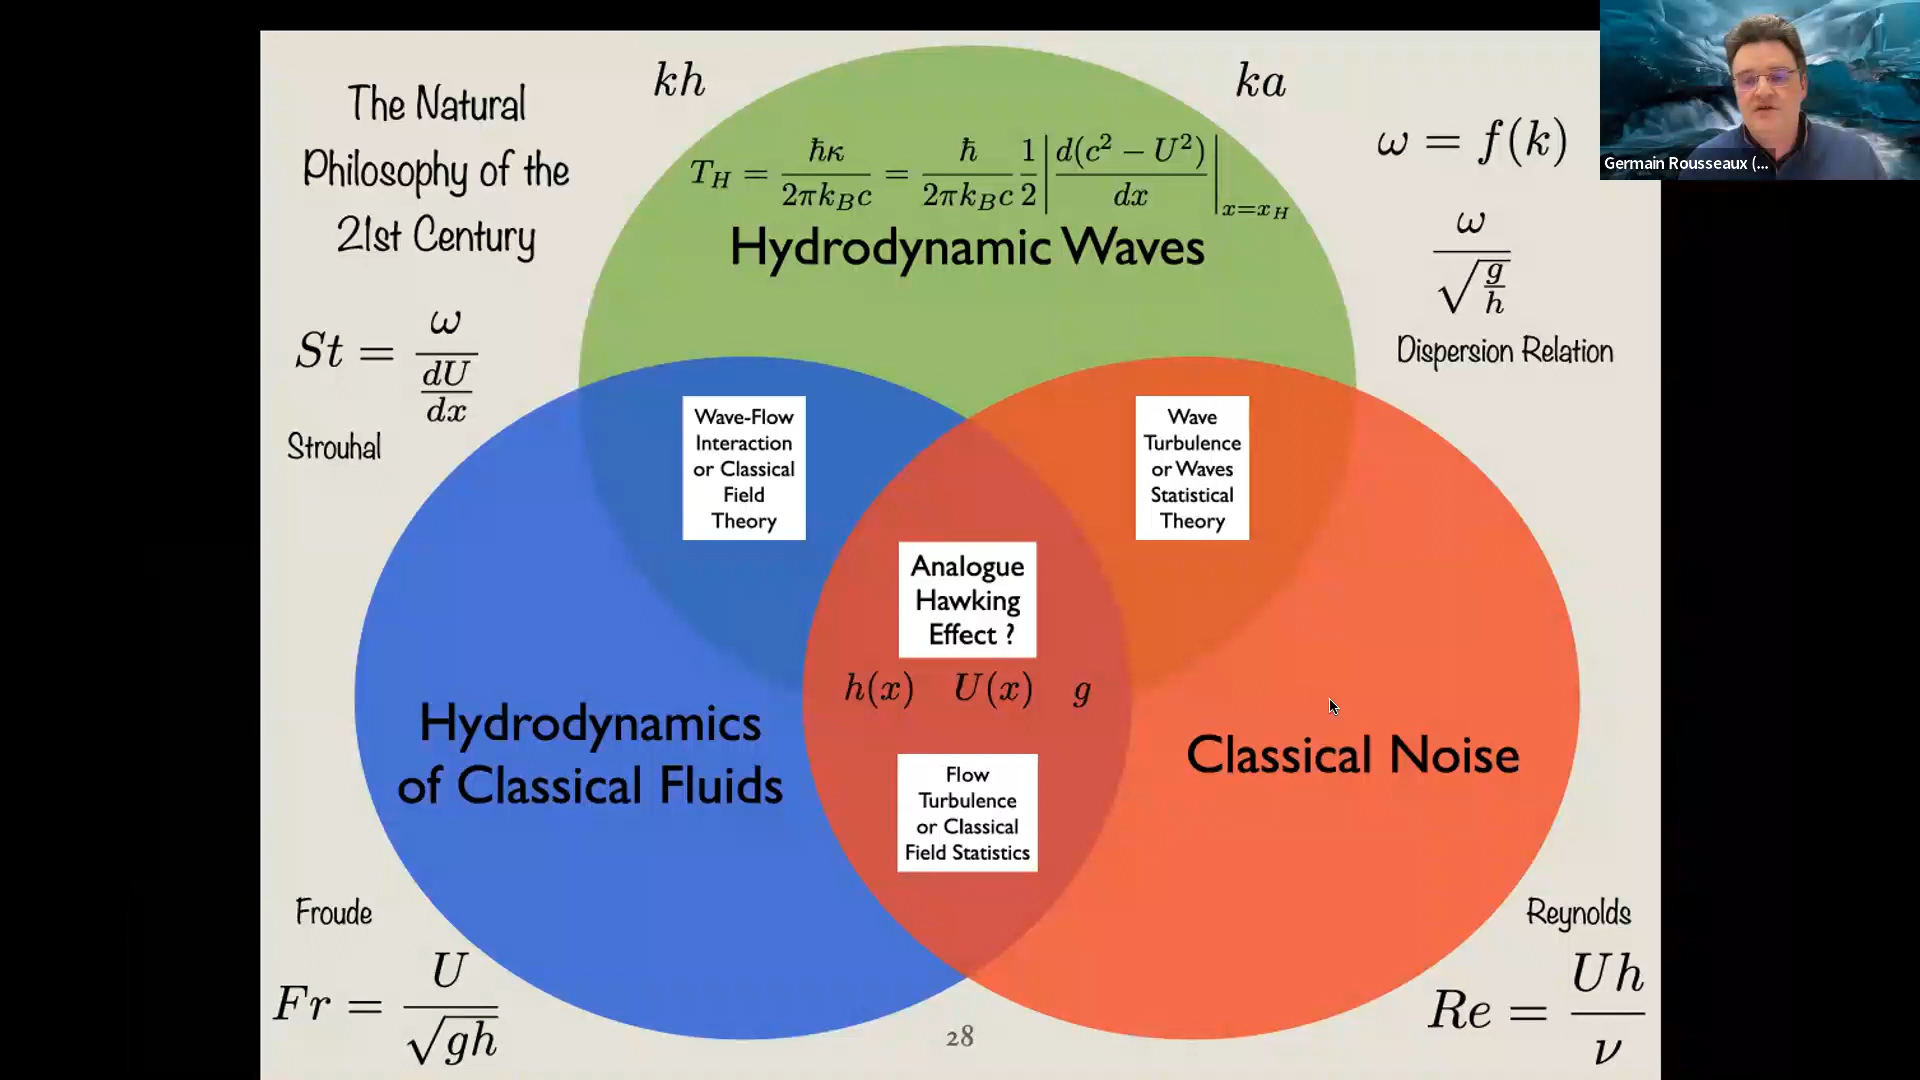 The Natural
Philosophy of the
21st Century
kh
ka
T_H = ħκ / 2πk_Bc = ħ / 2πk_Bc 1/2 |d(c² − U²) / dx|_{x=x_H}
Hydrodynamic Waves
ω = f(k)
ω / √(g/h)
Dispersion Relation
Germain Rousseaux (...
St = ω / (dU/dx)
Strouhal
Wave-Flow
Interaction
or Classical
Field
Theory
Wave
Turbulence
or Waves
Statistical
Theory
Analogue
Hawking
Effect ?
h(x) U(x) g
Hydrodynamics
of Classical Fluids
Classical Noise
Flow
Turbulence
or Classical
Field Statistics
Froude
Fr = U / √gh
Reynolds
Re = Uh / ν
28